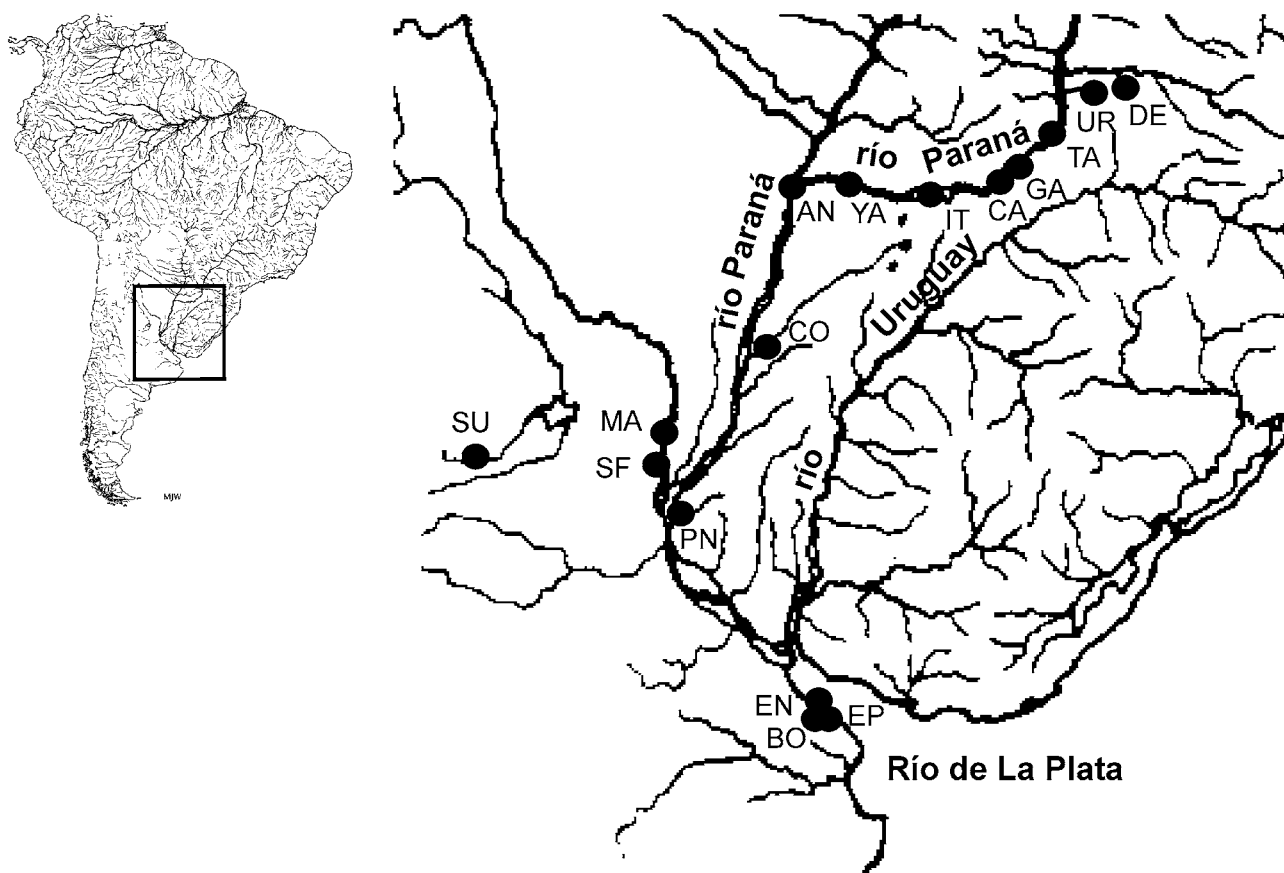 UR
DE
río Paraná
TA
GA
CA
IT
YA
AN
río Paraná
río Uruguay
CO
SU
MA
SF
PN
EN
EP
BO
Río de La Plata
MJW